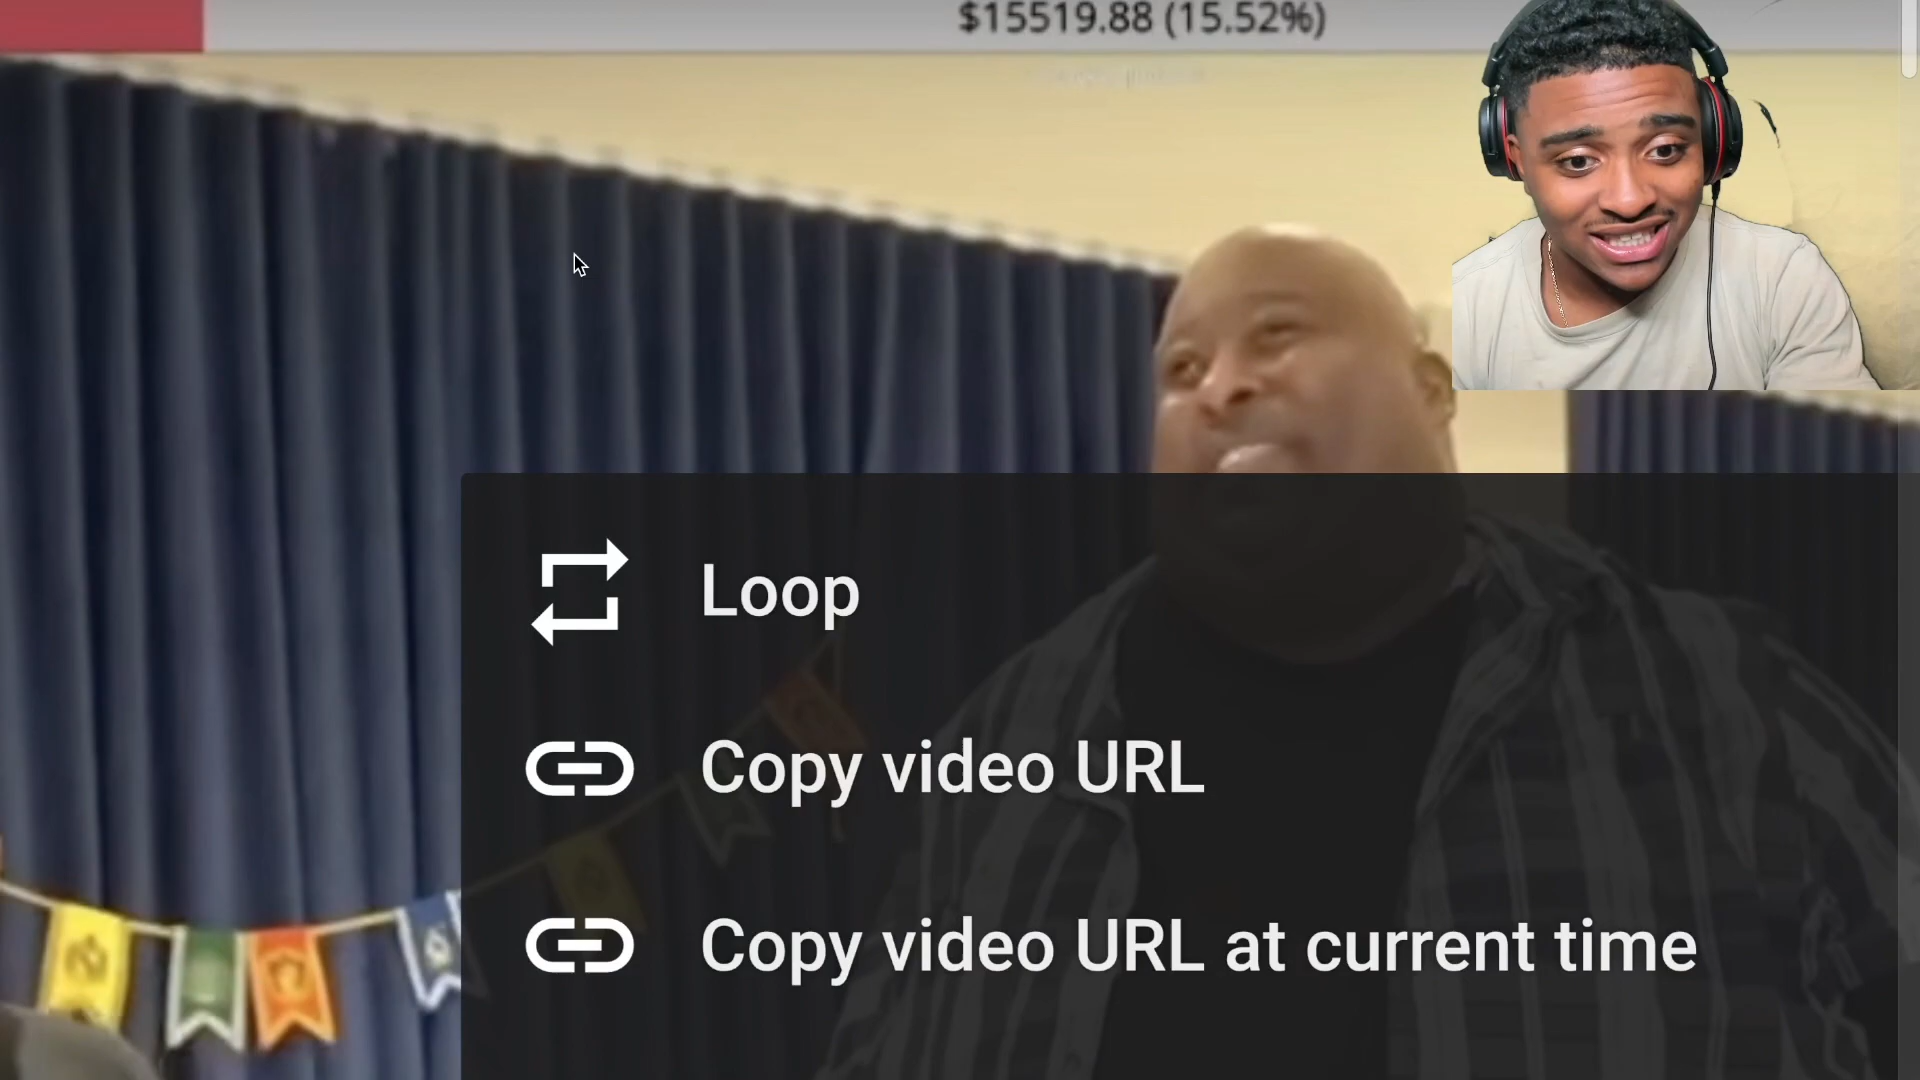 $15519.88 (15.52%)
Loop
Copy video URL
Copy video URL at current time